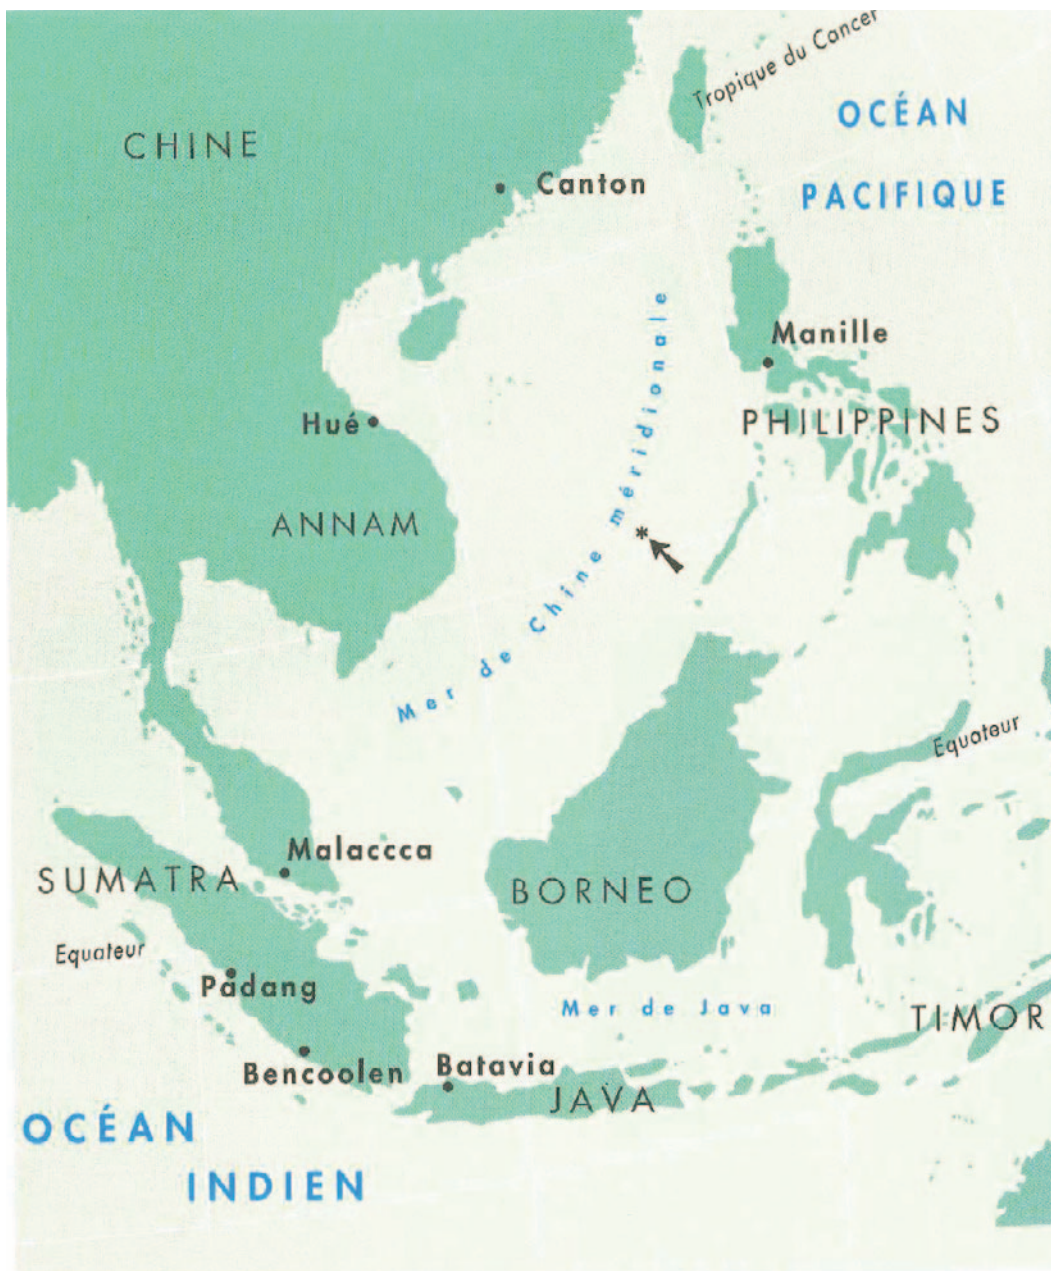 Tropique du Cancer
OCÉAN
PACIFIQUE
CHINE
Canton
Manille
PHILIPPINES
Hué
ANNAM
Mer de Chine méridionale
*
Equateur
Malaccca
SUMATRA
BORNEO
Equateur
Pádang
Mer de Java
TIMOR
Bencoolen
Batavia
JAVA
OCÉAN
INDIEN